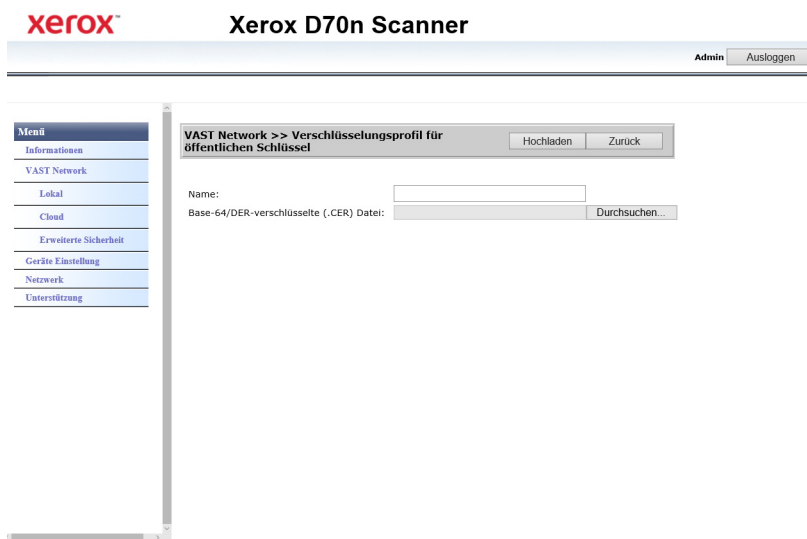 xerox™
Xerox D70n Scanner
Admin
Ausloggen
Menü
Informationen
VAST Network
Lokal
Cloud
Erweiterte Sicherheit
Geräte Einstellung
Netzwerk
Unterstützung
VAST Network >> Verschlüsselungsprofil für
öffentlichen Schlüssel
Hochladen
Zurück
Name:
Base-64/DER-verschlüsselte (.CER) Datei:
Durchsuchen...